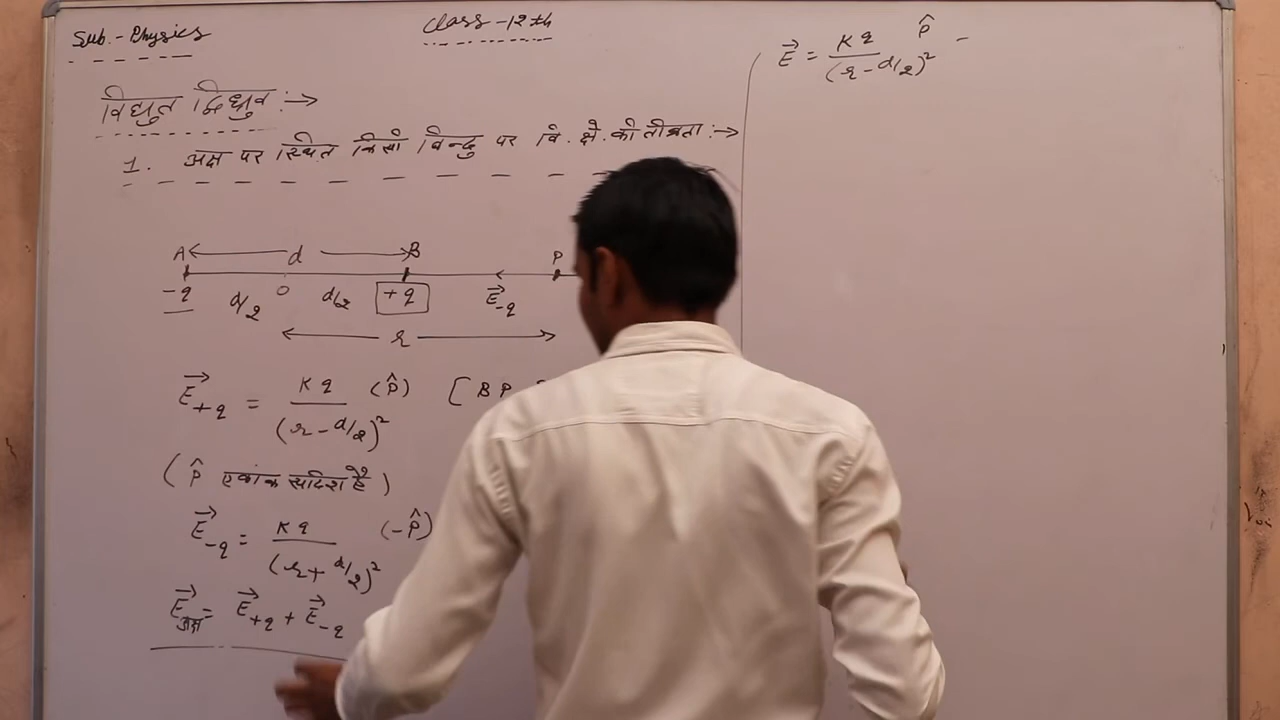 Sub.- Physics
Class-12th
विद्युत द्विध्रुव :→
1. अक्ष पर स्थित किसी विन्दु पर वि. क्षे. की तीव्रता :→
A d B P
-q d/2 O d/2 +q E⃗-q
r
E⃗+q = Kq/(r-d/2)² (P̂) [BP
(P̂ एकांक सदिश है)
E⃗-q = Kq/(r+d/2)² (-P̂)
E⃗अक्ष = E⃗+q + E⃗-q
E⃗ = Kq/(r-d/2)² P̂ -